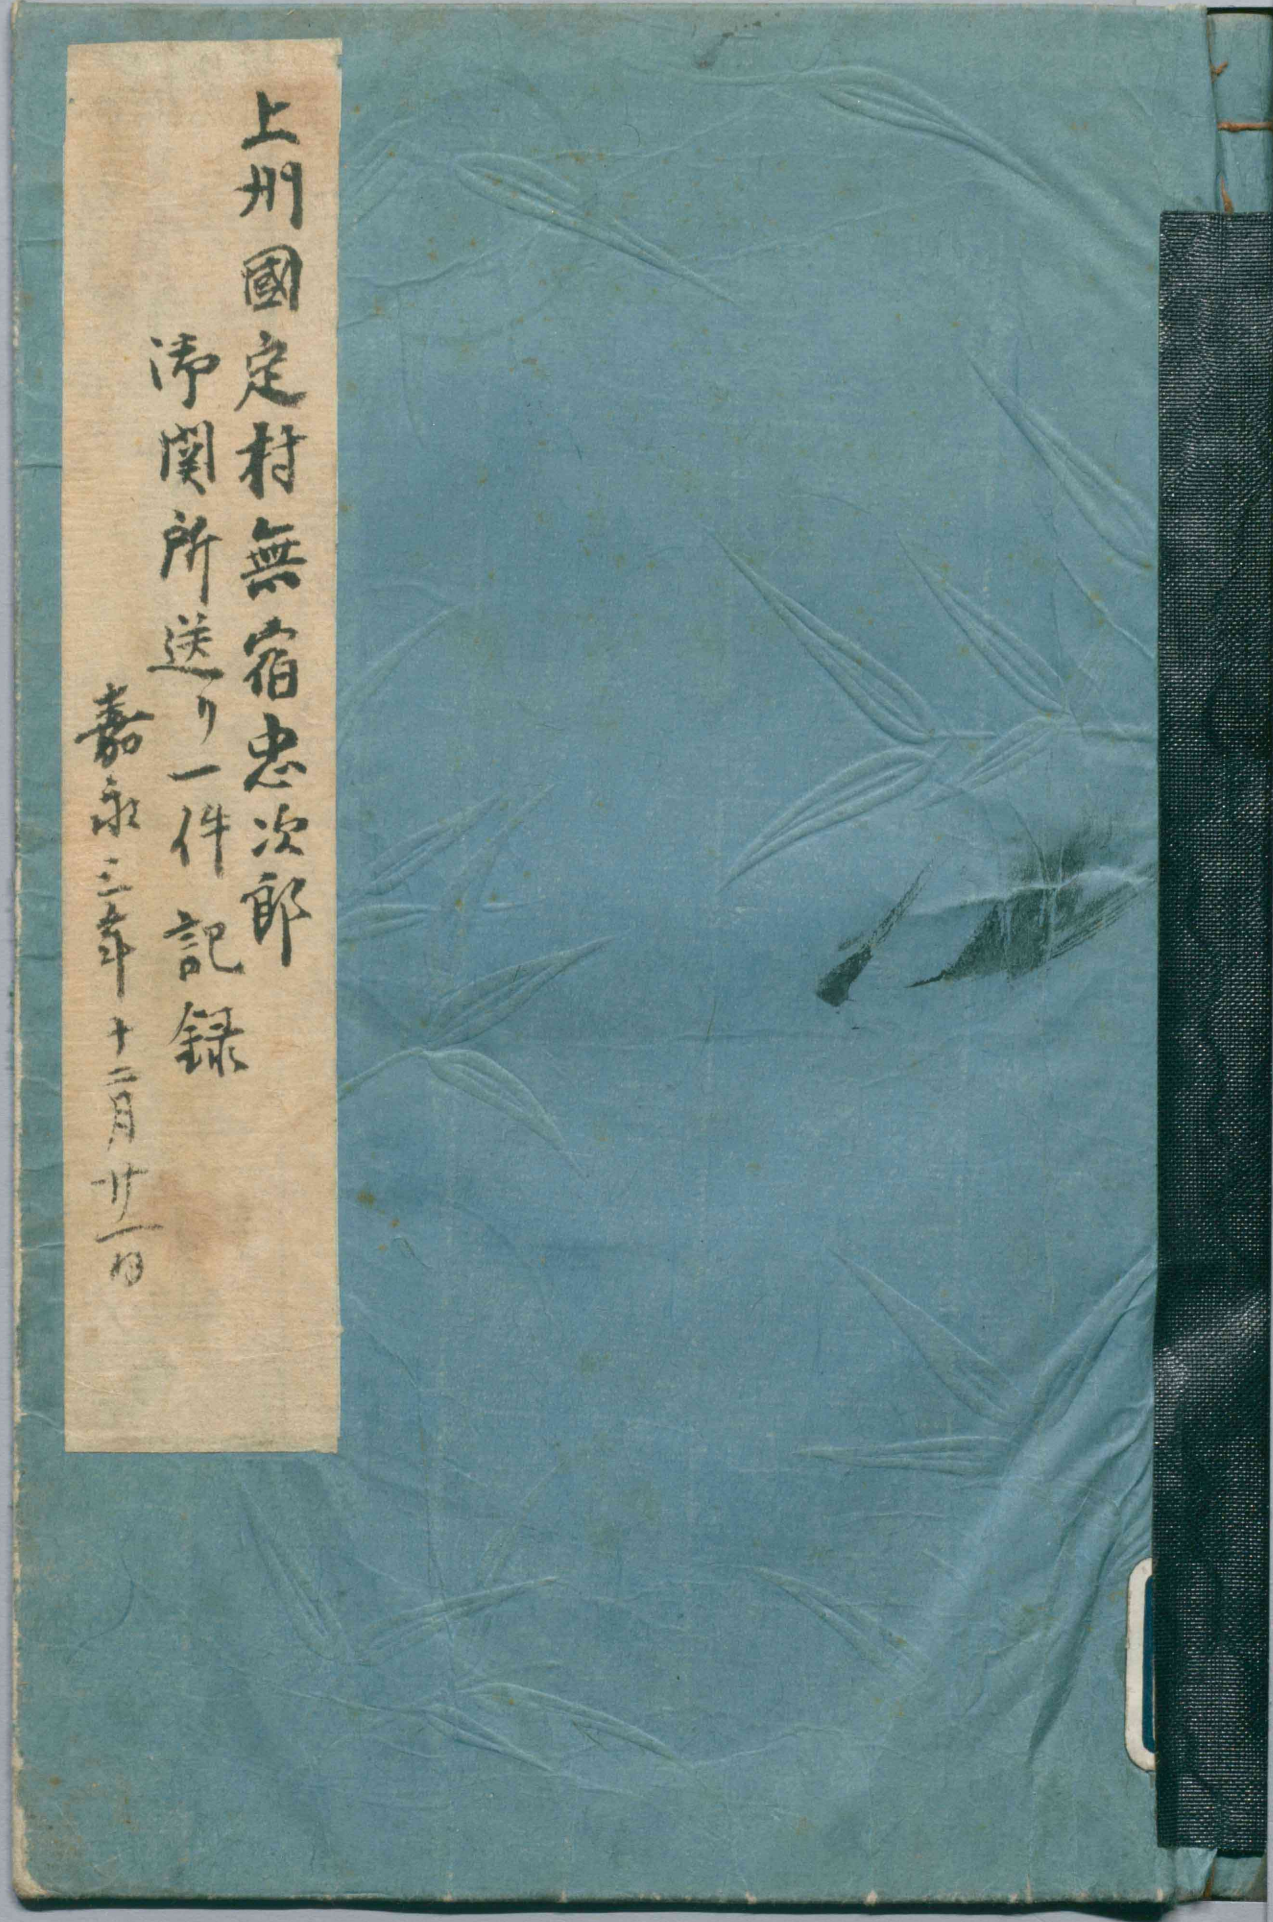 上州國定村無宿忠次郎
御関所送り一件記録
嘉永三年十二月廿一日